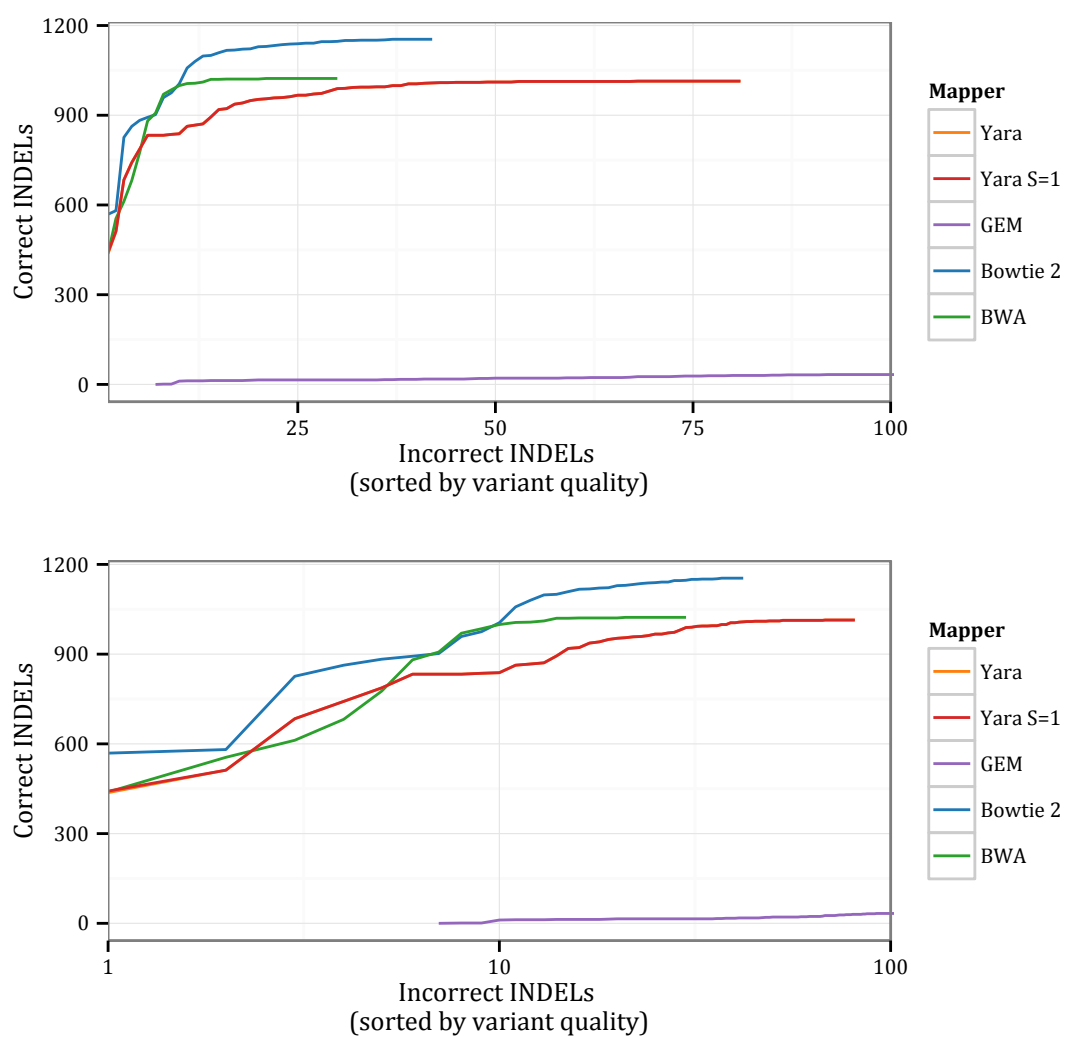 1200
900
600
300
0
Correct INDELs
25
50
75
100
Incorrect INDELs
(sorted by variant quality)
Mapper
Yara
Yara S=1
GEM
Bowtie 2
BWA
1200
900
600
300
0
Correct INDELs
1
10
100
Incorrect INDELs
(sorted by variant quality)
Mapper
Yara
Yara S=1
GEM
Bowtie 2
BWA